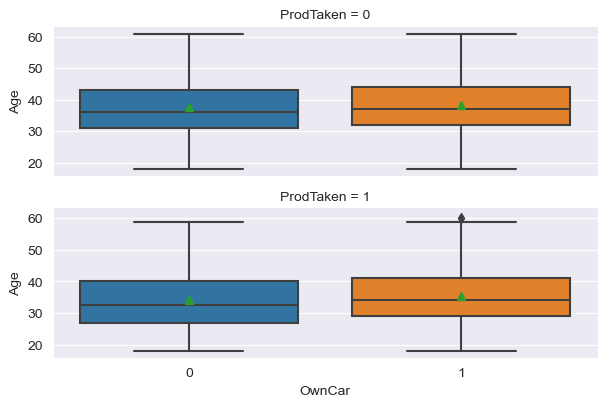 ProdTaken = 0
60
50
40
30
20
Age
ProdTaken = 1
60
50
40
30
20
Age
0 1
OwnCar